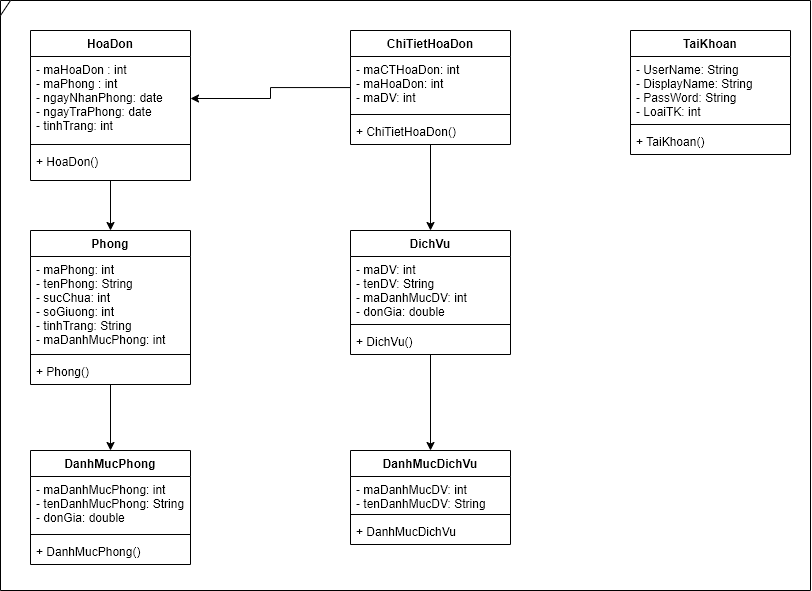 HoaDon
- maHoaDon : int
- maPhong : int
- ngayNhanPhong: date
- ngayTraPhong: date
- tinhTrang: int
+ HoaDon()
ChiTietHoaDon
- maCTHoaDon: int
- maHoaDon: int
- maDV: int
+ ChiTietHoaDon()
TaiKhoan
- UserName: String
- DisplayName: String
- PassWord: String
- LoaiTK: int
+ TaiKhoan()
Phong
- maPhong: int
- tenPhong: String
- sucChua: int
- soGiuong: int
- tinhTrang: String
- maDanhMucPhong: int
+ Phong()
DichVu
- maDV: int
- tenDV: String
- maDanhMucDV: int
- donGia: double
+ DichVu()
DanhMucPhong
- maDanhMucPhong: int
- tenDanhMucPhong: String
- donGia: double
+ DanhMucPhong()
DanhMucDichVu
- maDanhMucDV: int
- tenDanhMucDV: String
+ DanhMucDichVu